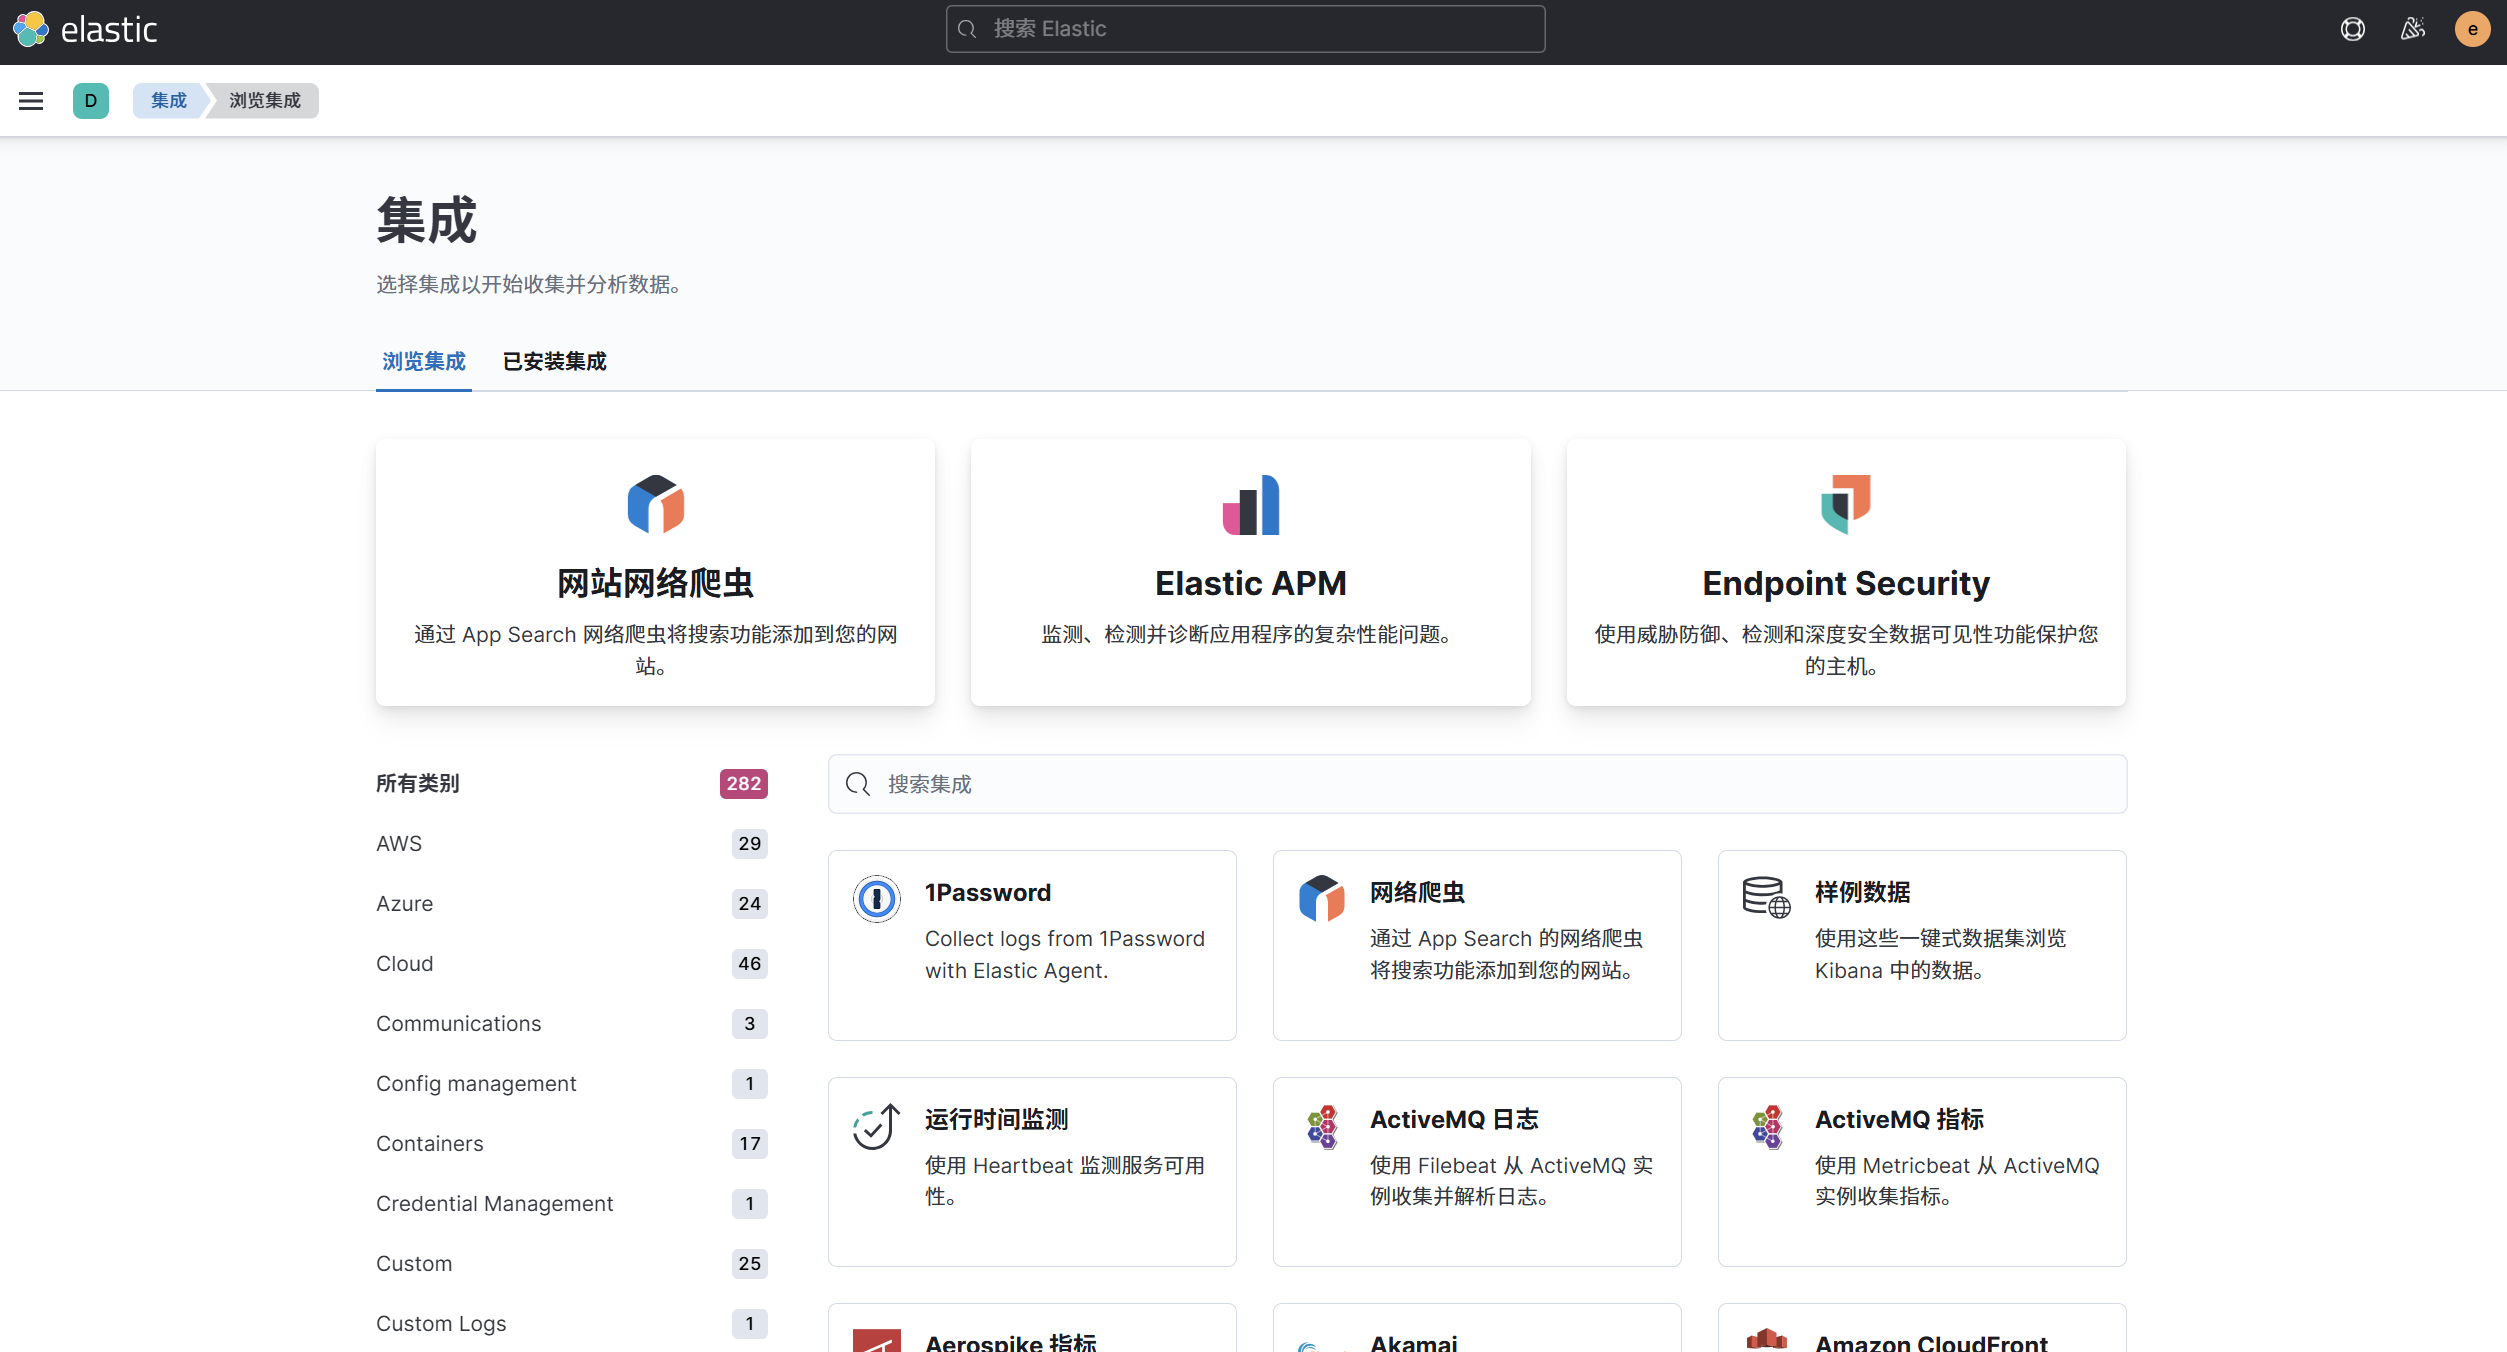 elastic
搜索 Elastic
e
D
集成
浏览集成
集成
选择集成以开始收集并分析数据。
浏览集成
已安装集成
网站网络爬虫
通过 App Search 网络爬虫将搜索功能添加到您的网
站。
Elastic APM
监测、检测并诊断应用程序的复杂性能问题。
Endpoint Security
使用威胁防御、检测和深度安全数据可见性功能保护您
的主机。
所有类别 282
AWS 29
Azure 24
Cloud 46
Communications 3
Config management 1
Containers 17
Credential Management 1
Custom 25
Custom Logs 1
搜索集成
1Password
Collect logs from 1Password
with Elastic Agent.
网络爬虫
通过 App Search 的网络爬虫
将搜索功能添加到您的网站。
样例数据
使用这些一键式数据集浏览
Kibana 中的数据。
运行时间监测
使用 Heartbeat 监测服务可用
性。
ActiveMQ 日志
使用 Filebeat 从 ActiveMQ 实
例收集并解析日志。
ActiveMQ 指标
使用 Metricbeat 从 ActiveMQ
实例收集指标。
Aerospike 指标
Akamai
Amazon CloudFront